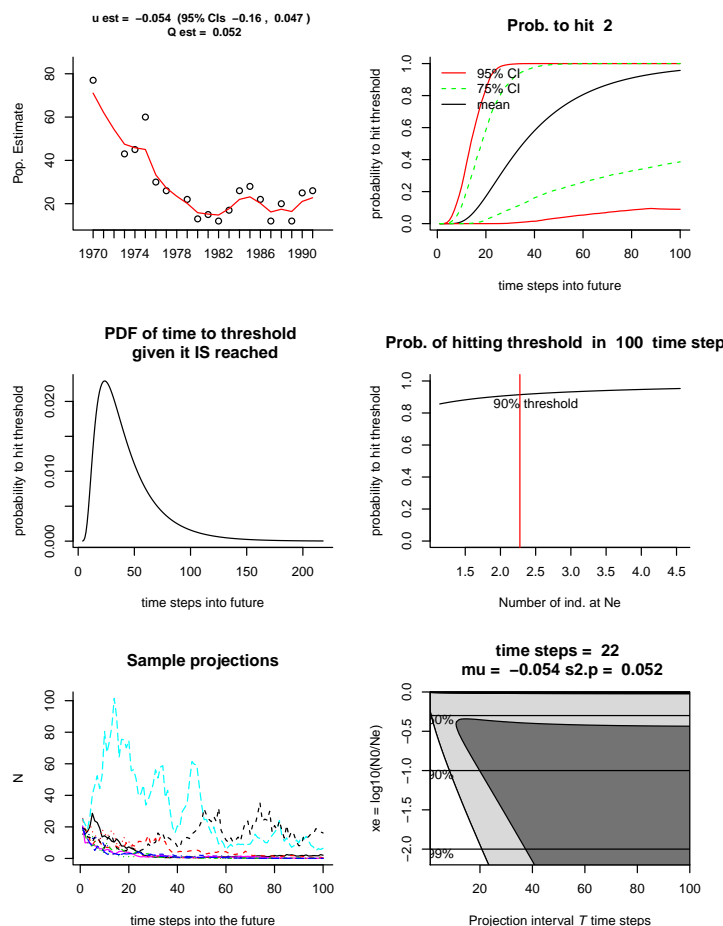 u est = −0.054 (95% CIs −0.16 , 0.047 )
Q est = 0.052
Pop. Estimate
80
60
40
20
1970 1974 1978 1982 1986 1990
Prob. to hit 2
probability to hit threshold
1.0
0.8
0.6
0.4
0.2
0.0
95% CI
75% CI
mean
0 20 40 60 80 100
time steps into future
PDF of time to threshold
given it IS reached
probability to hit threshold
0.020
0.010
0.000
0 50 100 150 200
time steps into future
Prob. of hitting threshold in 100 time step
probability to hit threshold
1.0
0.8
0.6
0.4
0.2
0.0
90% threshold
1.5 2.0 2.5 3.0 3.5 4.0 4.5
Number of ind. at Ne
Sample projections
N
100
80
60
40
20
0
0 20 40 60 80 100
time steps into the future
time steps = 22
mu = −0.054 s2.p = 0.052
xe = log10(N0/Ne)
0.0
−0.5
−1.0
−1.5
−2.0
90%
99%
20 40 60 80 100
Projection interval T time steps